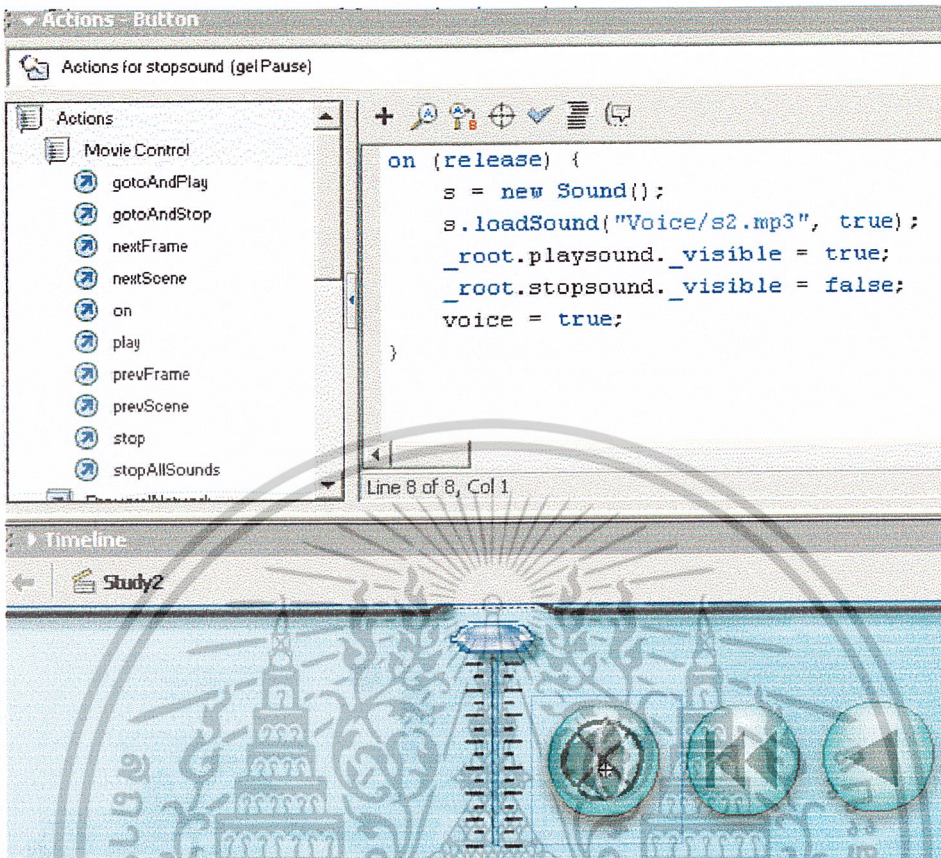 Actions - Button
Actions for stopsound (gel Pause)
Actions
Movie Control
gotoAndPlay
gotoAndStop
nextFrame
nextScene
on
play
prevFrame
prevScene
stop
stopAllSounds
on (release) {
    s = new Sound();
    s.loadSound("Voice/s2.mp3", true);
    _root.playsound._visible = true;
    _root.stopsound._visible = false;
    voice = true;
}
Line 8 of 8, Col 1
Timeline
Study2